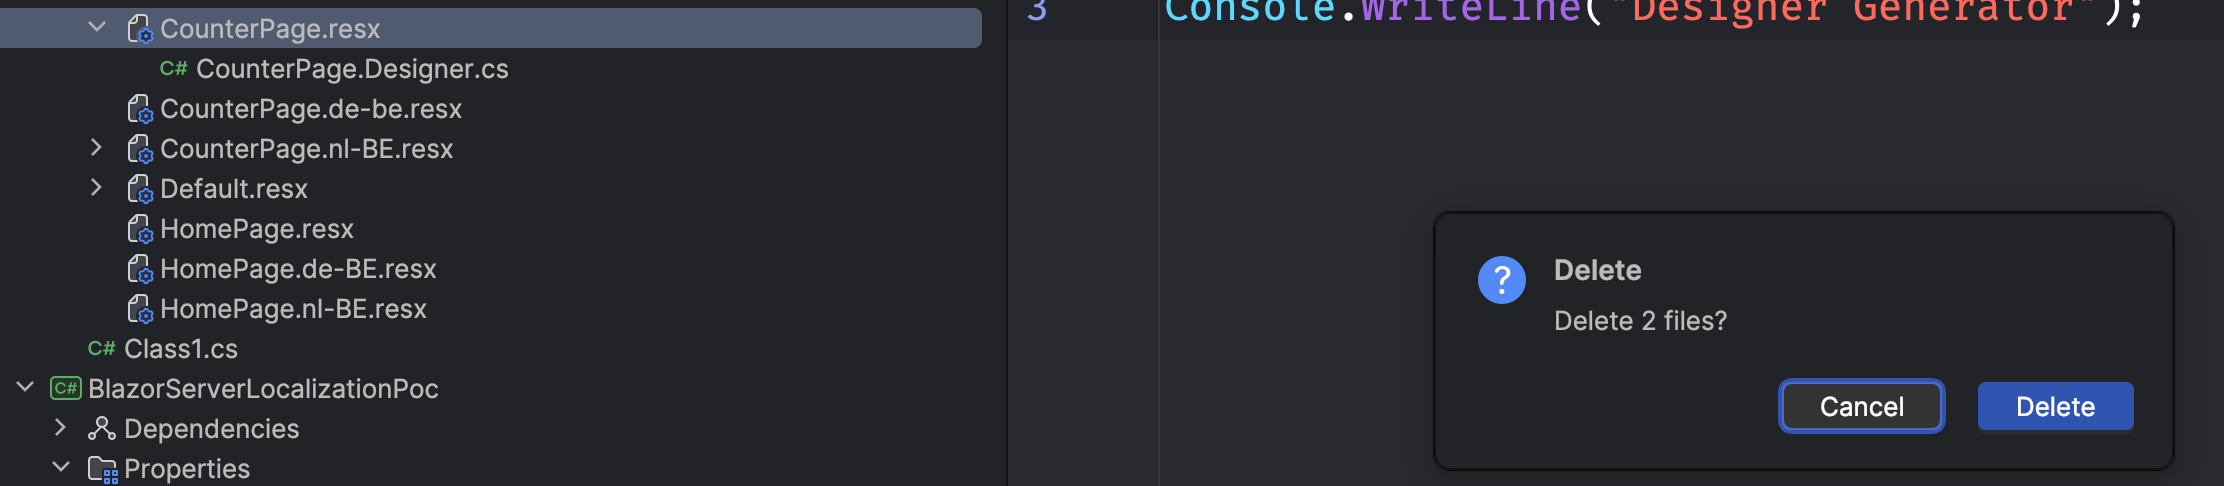 CounterPage.resx
C# CounterPage.Designer.cs
CounterPage.de-be.resx
CounterPage.nl-BE.resx
Default.resx
HomePage.resx
HomePage.de-BE.resx
HomePage.nl-BE.resx
C# Class1.cs
C# BlazorServerLocalizationPoc
Dependencies
Properties
3 Console.WriteLine("Designer Generator");
?
Delete
Delete 2 files?
Cancel Delete